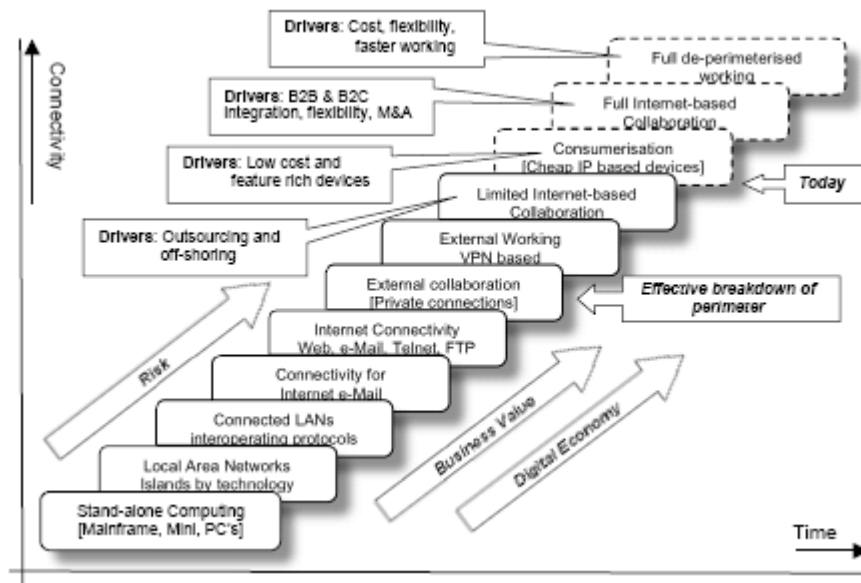 Drivers: Cost, flexibility,
faster working
Full de-perimeterised
working
Connectivity
Drivers: B2B & B2C
Integration, flexibility, M&A
Full Internet-based
Collaboration
Drivers: Low cost and
feature rich devices
Consumerisation
[Cheap IP based devices]
Today
Limited Internet-based
Collaboration
Drivers: Outsourcing and
off-shoring
External Working
VPN based
External collaboration
[Private connections]
Effective breakdown of
perimeter
Internet Connectivity
Web, e-Mail, Telnet, FTP
Risk
Connectivity for
Internet e-Mail
Business Value
Digital Economy
Connected LANs
interoperating protocols
Local Area Networks
Islands by technology
Stand-alone Computing
[Mainframe, Mini, PC's]
Time